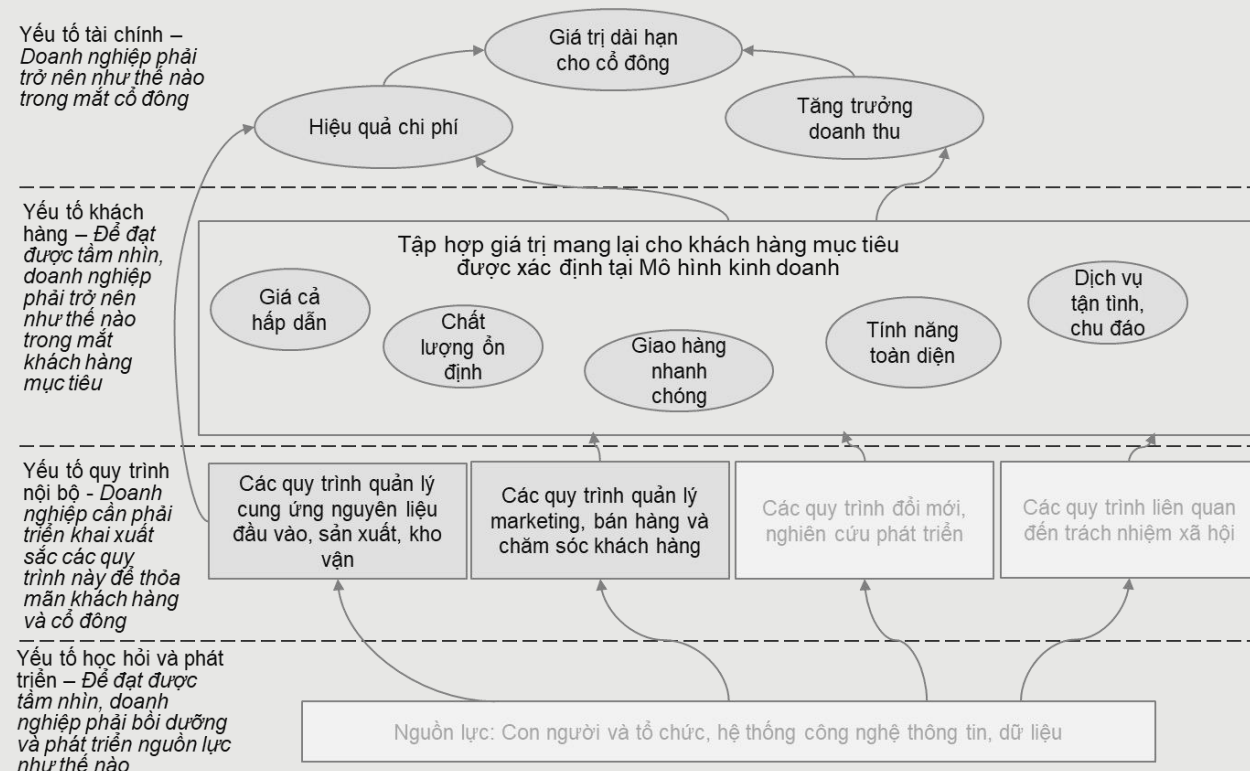 Yếu tố tài chính –
Doanh nghiệp phải
trở nên như thế nào
trong mắt cổ đông
Giá trị dài hạn
cho cổ đông
Hiệu quả chi phí
Tăng trưởng
doanh thu
Yếu tố khách
hàng – Để đạt
được tầm nhìn,
doanh nghiệp
phải trở nên
như thế nào
trong mắt
khách hàng
mục tiêu
Tập hợp giá trị mang lại cho khách hàng mục tiêu
được xác định tại Mô hình kinh doanh
Giá cả
hấp dẫn
Chất
lượng ổn
định
Giao hàng
nhanh
chóng
Tính năng
toàn diện
Dịch vụ
tận tình,
chu đáo
Yếu tố quy trình
nội bộ - Doanh
nghiệp cần phải
triển khai xuất
sắc các quy
trình này để thỏa
mãn khách hàng
và cổ đông
Các quy trình quản lý
cung ứng nguyên liệu
đầu vào, sản xuất, kho
vận
Các quy trình quản lý
marketing, bán hàng và
chăm sóc khách hàng
Các quy trình đổi mới,
nghiên cứu phát triển
Các quy trình liên quan
đến trách nhiệm xã hội
Yếu tố học hỏi và phát
triển – Để đạt được
tầm nhìn, doanh
nghiệp phải bồi dưỡng
và phát triển nguồn lực
như thế nào
Nguồn lực: Con người và tổ chức, hệ thống công nghệ thông tin, dữ liệu